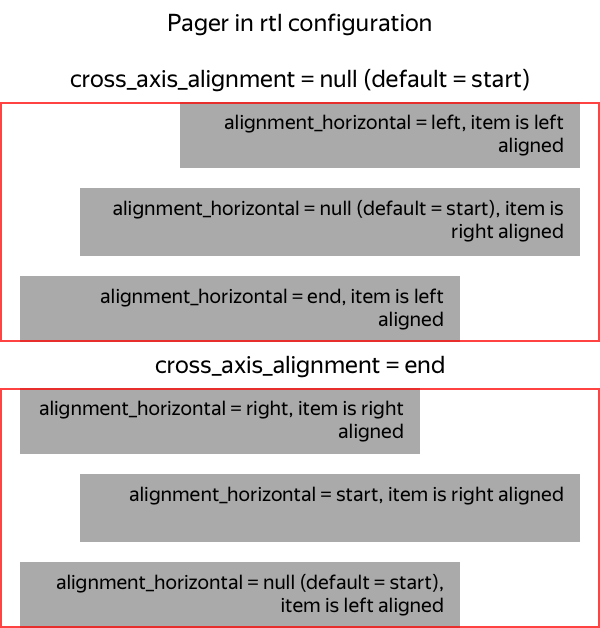 Pager in rtl configuration
cross_axis_alignment = null (default = start)
alignment_horizontal = left, item is left
aligned
alignment_horizontal = null (default = start), item is
right aligned
alignment_horizontal = end, item is left
aligned
cross_axis_alignment = end
alignment_horizontal = right, item is right
aligned
alignment_horizontal = start, item is right aligned
alignment_horizontal = null (default = start),
item is left aligned